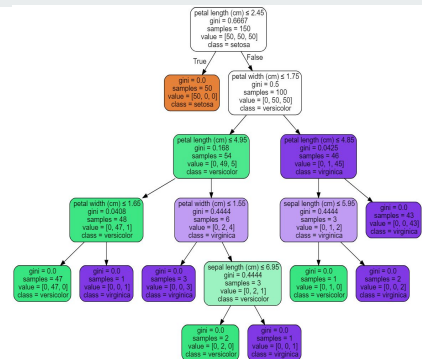 petal length (cm) ≤ 2.45
gini = 0.6667
samples = 150
value = [50, 50, 50]
class = setosa
True
False
gini = 0.0
samples = 50
value = [50, 0, 0]
class = setosa
petal width (cm) ≤ 1.75
gini = 0.5
samples = 100
value = [0, 50, 50]
class = versicolor
petal length (cm) ≤ 4.95
gini = 0.168
samples = 54
value = [0, 49, 5]
class = versicolor
petal length (cm) ≤ 4.85
gini = 0.0425
samples = 46
value = [0, 1, 45]
class = virginica
petal width (cm) ≤ 1.65
gini = 0.0408
samples = 48
value = [0, 47, 1]
class = versicolor
petal width (cm) ≤ 1.55
gini = 0.4444
samples = 6
value = [0, 2, 4]
class = virginica
sepal length (cm) ≤ 5.95
gini = 0.4444
samples = 3
value = [0, 1, 2]
class = virginica
gini = 0.0
samples = 43
value = [0, 0, 43]
class = virginica
gini = 0.0
samples = 47
value = [0, 47, 0]
class = versicolor
gini = 0.0
samples = 1
value = [0, 0, 1]
class = virginica
gini = 0.0
samples = 3
value = [0, 0, 3]
class = virginica
sepal length (cm) ≤ 6.95
gini = 0.4444
samples = 3
value = [0, 2, 1]
class = versicolor
gini = 0.0
samples = 1
value = [0, 1, 0]
class = versicolor
gini = 0.0
samples = 2
value = [0, 0, 2]
class = virginica
gini = 0.0
samples = 2
value = [0, 2, 0]
class = versicolor
gini = 0.0
samples = 1
value = [0, 0, 1]
class = virginica